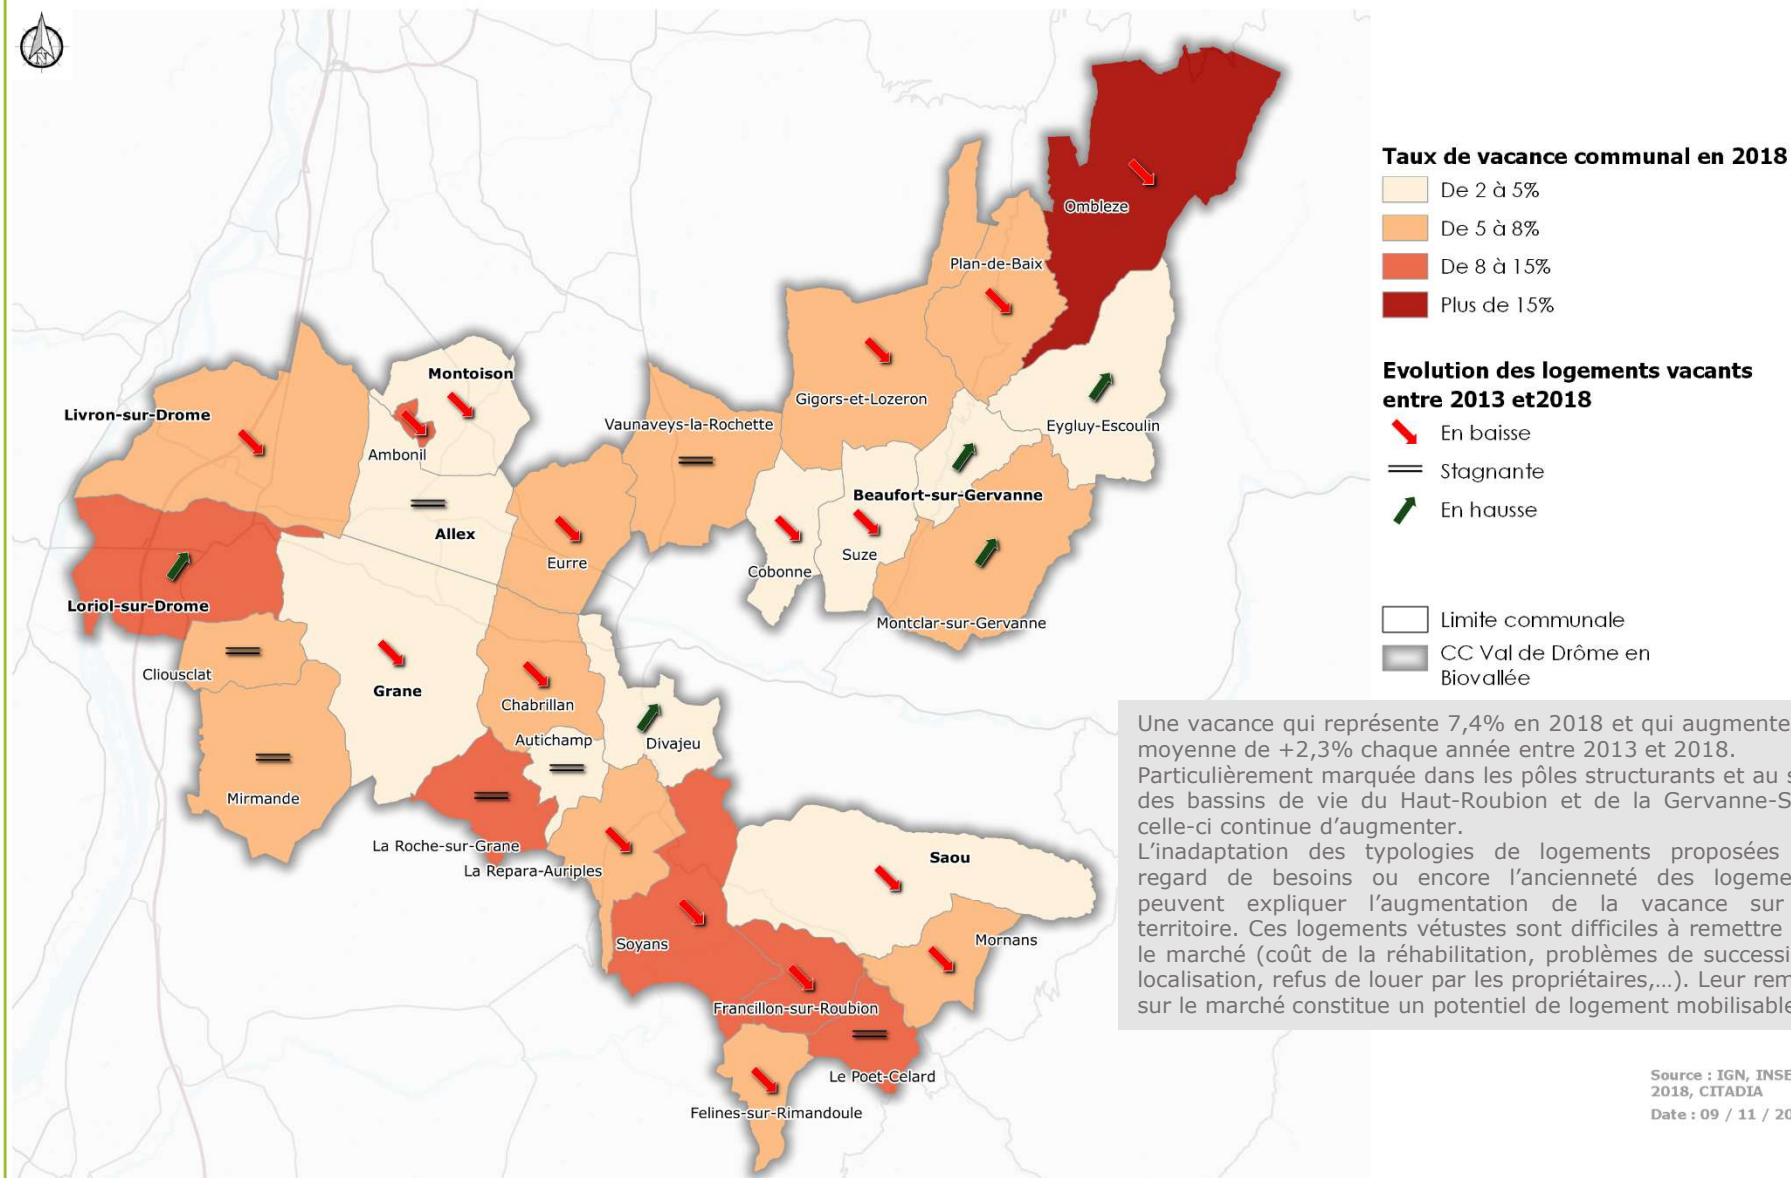 N
Ombleze
Plan-de-Baix
Montoison
Gigors-et-Lozeron
Livron-sur-Drome
Vaunaveys-la-Rochette
Eygluy-Escoulin
Ambonil
Beaufort-sur-Gervanne
Allex
Suze
Eurre
Cobonne
Loriol-sur-Drome
Montclar-sur-Gervanne
Cliousclat
Grane
Chabrillan
Autichamp
Divajeu
Mirmande
La Roche-sur-Grane
La Repara-Auriples
Saou
Soyans
Mornans
Francillon-sur-Roubion
Le Poet-Celard
Felines-sur-Rimandoule
Taux de vacance communal en 2018
De 2 à 5%
De 5 à 8%
De 8 à 15%
Plus de 15%
Evolution des logements vacants
entre 2013 et2018
En baisse
Stagnante
En hausse
Limite communale
CC Val de Drôme en
Biovallée
Une vacance qui représente 7,4% en 2018 et qui augmente
moyenne de +2,3% chaque année entre 2013 et 2018.
Particulièrement marquée dans les pôles structurants et au
des bassins de vie du Haut-Roubion et de la
celle-ci continue d'augmenter.
L'inadaptation des typologies de logements proposées
regard de besoins ou encore l'ancienneté des
peuvent expliquer l'augmentation de la vacance sur
territoire. Ces logements vétustes sont difficiles à remettre
le marché (coût de la réhabilitation, problèmes de
localisation, refus de louer par les propriétaires,…). Leur
sur le marché constitue un potentiel de logement mobilisable
Source : IGN,
2018, CITADIA
Date : 09 / 11 /